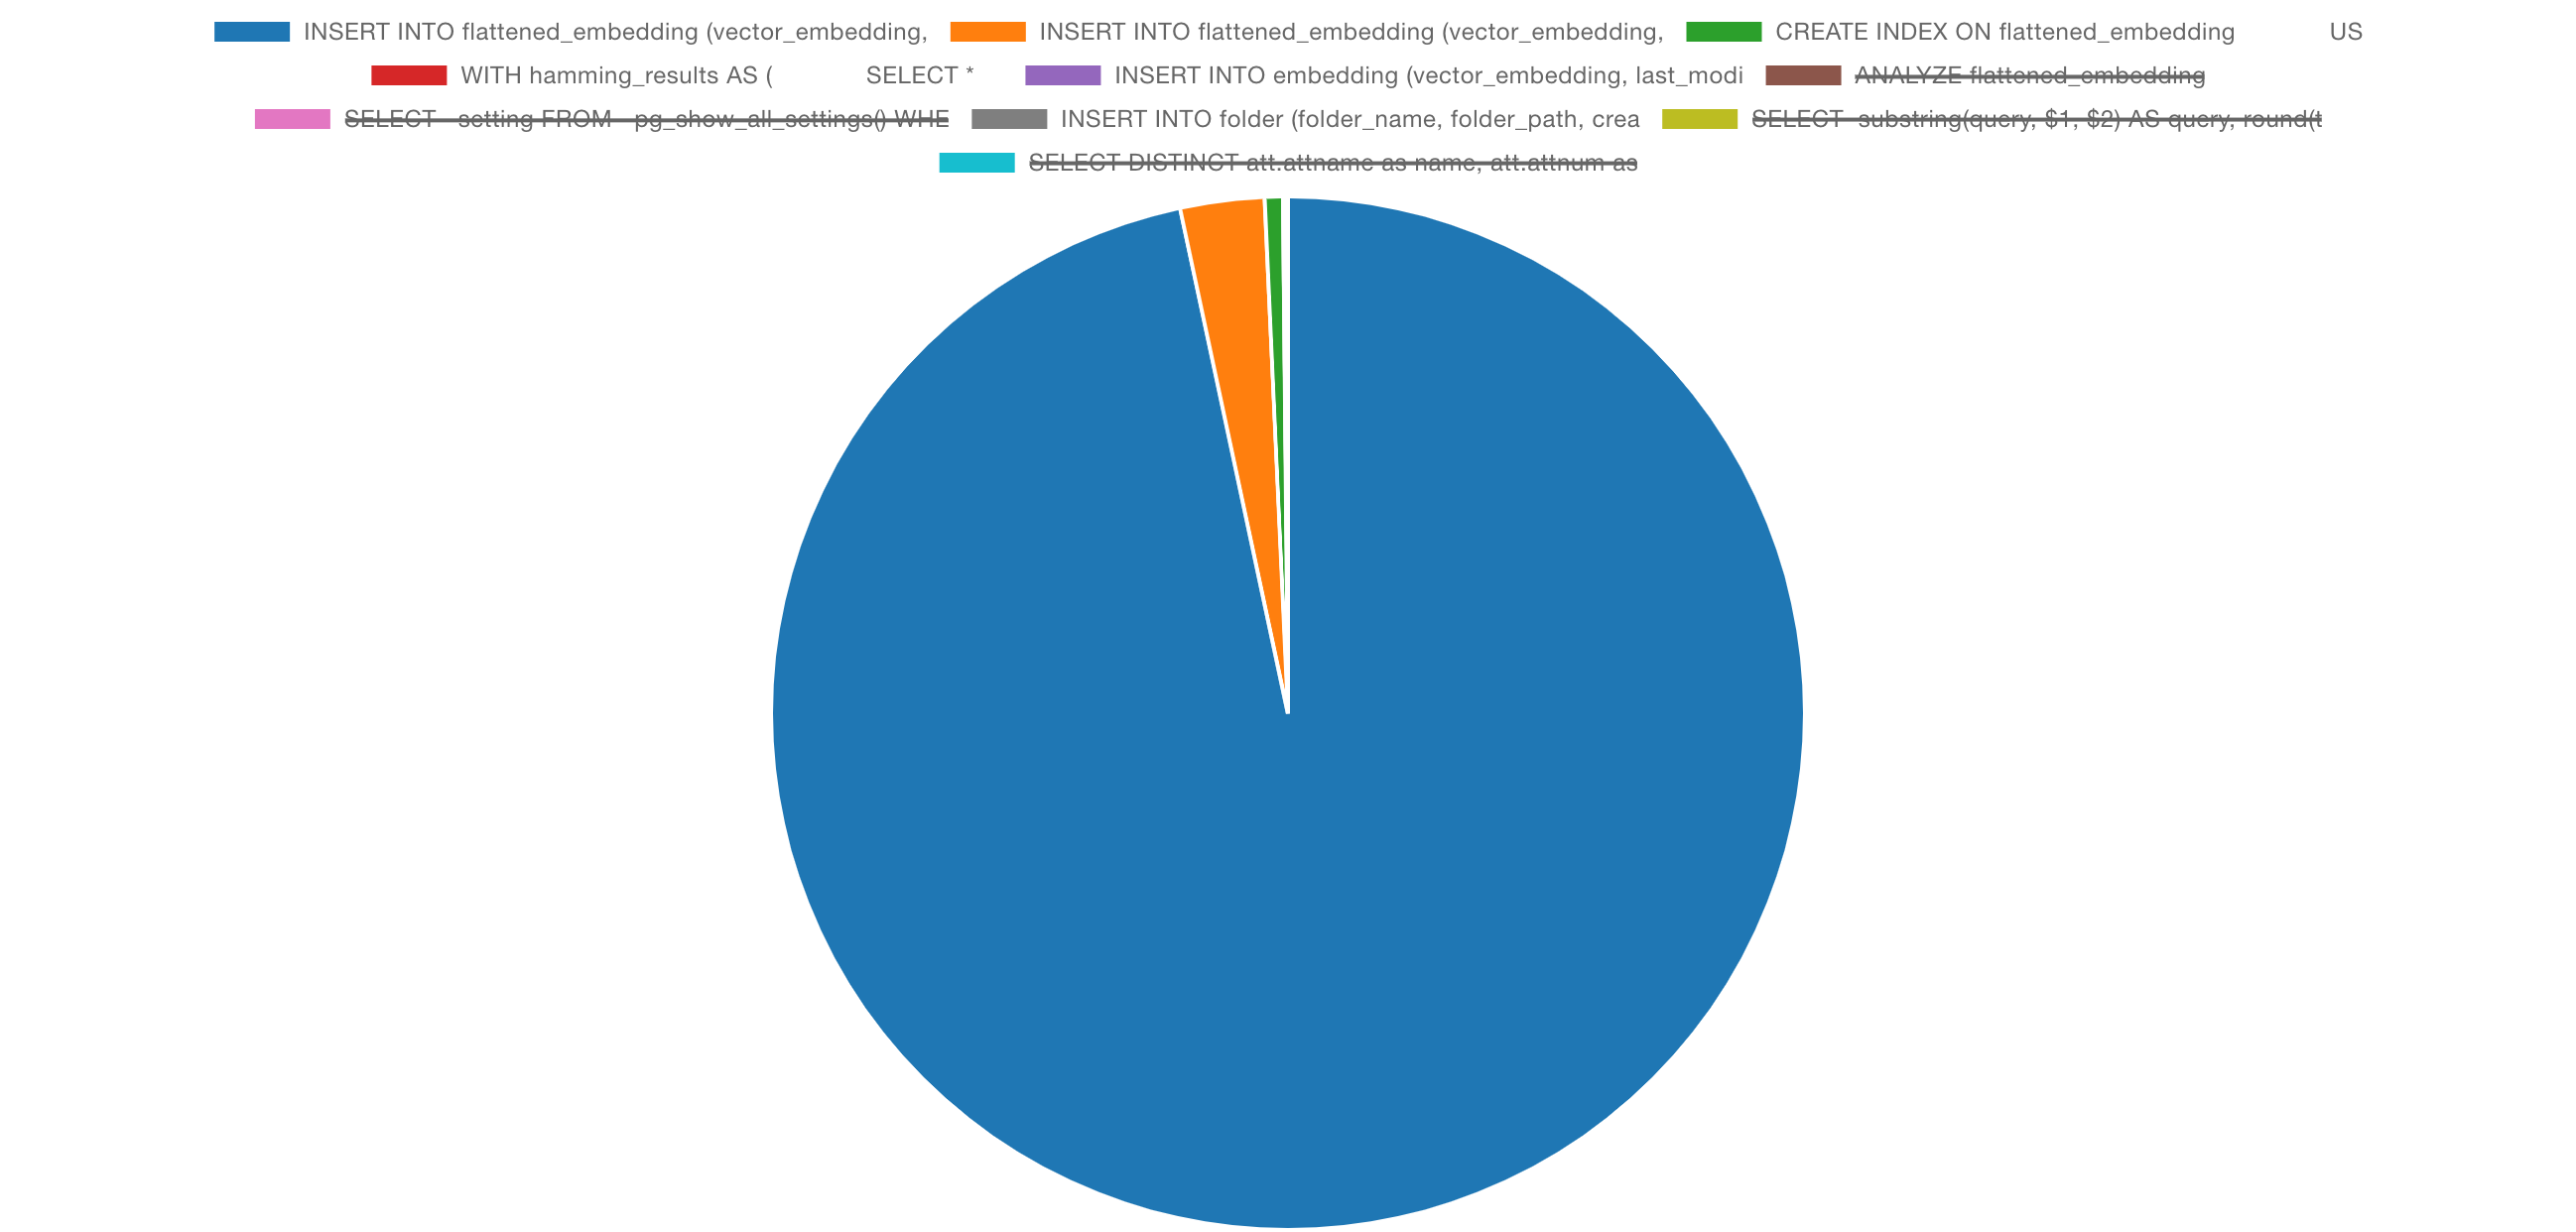 INSERT INTO flattened_embedding (vector_embedding, INSERT INTO flattened_embedding (vector_embedding, CREATE INDEX ON flattened_embedding US
WITH hamming_results AS ( SELECT * INSERT INTO embedding (vector_embedding, last_modi ANALYZE flattened_embedding
SELECT setting FROM pg_show_all_settings() WHE INSERT INTO folder (folder_name, folder_path, crea SELECT substring(query, $1, $2) AS query, round(t
SELECT DISTINCT att.attname as name, att.attnum as